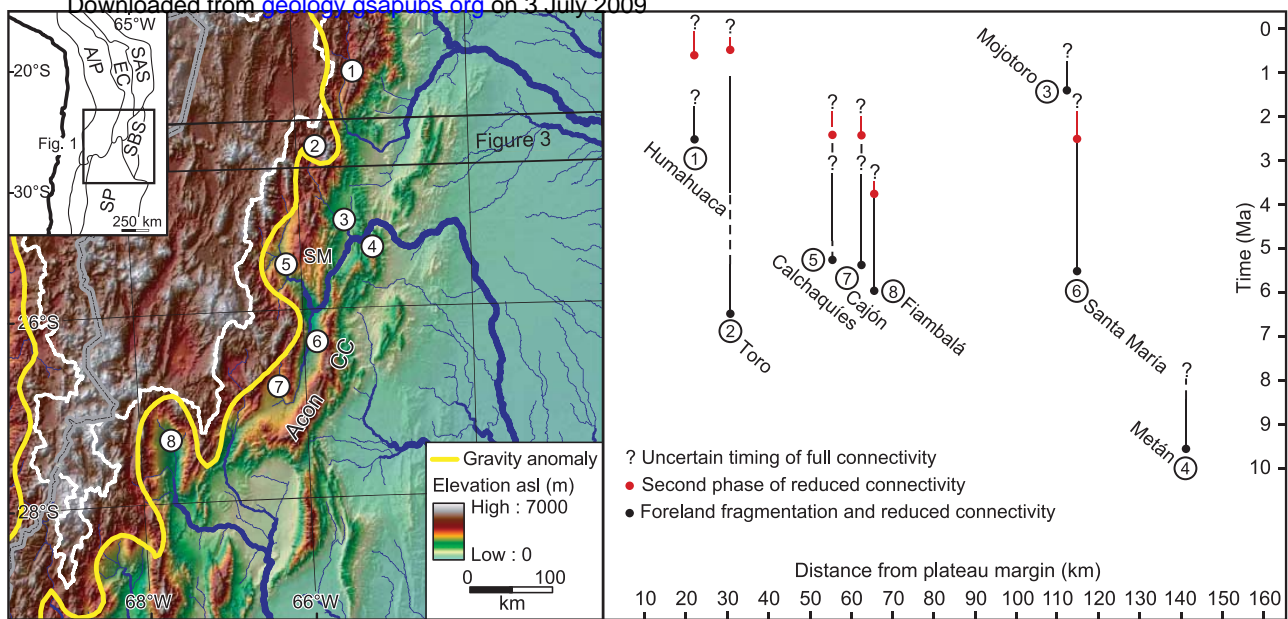 Downloaded from geology.gsapubs.org on 3 July 2009
65°W
20°S
30°S
AIP
EC
SAS
SBS
SP
Fig. 1
250 km
1
2
Figure 3
3
4
5
SM
6
CC
7
Acon
8
26°S
28°S
68°W
66°W
Gravity anomaly
Elevation asl (m)
High : 7000
Low : 0
0 100
km
? ? ? ? ? ? ? ? ? ? ? ?
Humahuaca 1
Toro 2
Mojotoro 3
Metán 4
Calchaquies 5
Santa María 6
Cajón 7
Fiambalá 8
? Uncertain timing of full connectivity
Second phase of reduced connectivity
Foreland fragmentation and reduced connectivity
Distance from plateau margin (km)
10 20 30 40 50 60 70 80 90 100 110 120 130 140 150 160
Time (Ma)
0
1
2
3
4
5
6
7
8
9
10